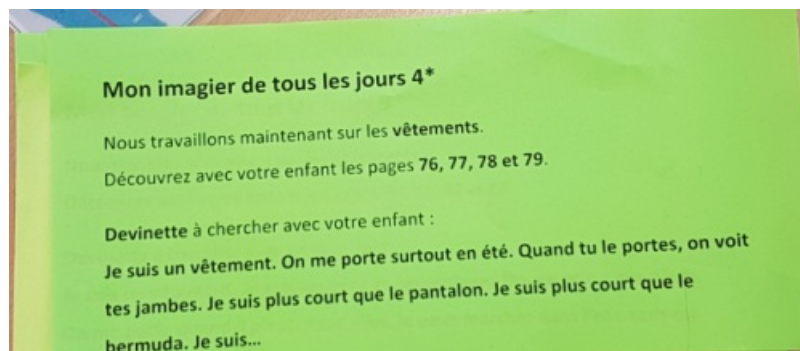 Mon imagier de tous les jours 4*
Nous travaillons maintenant sur les vêtements.
Découvrez avec votre enfant les pages 76, 77, 78 et 79.
Devinette à chercher avec votre enfant :
Je suis un vêtement. On me porte surtout en été. Quand tu le portes, on voit
tes jambes. Je suis plus court que le pantalon. Je suis plus court que le
bermuda. Je suis...